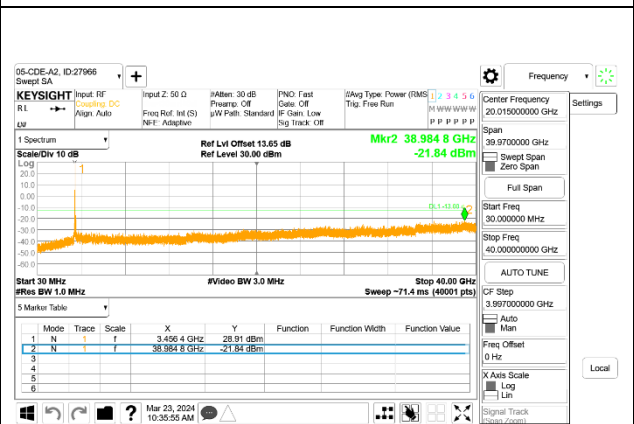 05-CDE-A2, ID:27966
Swept SA
Frequency
Settings
KEYSIGHT
RL
Input: RF
Coupling: DC
Align: Auto
Input Z: 50 Ω
Freq Ref: Int (S)
NFE: Adaptive
#Atten: 30 dB
Preamp: Off
µW Path: Standard
PNO: Fast
Gate: Off
IF Gain: Low
Sig Track: Off
#Avg Type: Power (RMS
Trig: Free Run
1 2 3 4 5 6
M W W W W W
P P P P P P
1 Spectrum
Scale/Div 10 dB
Ref Lvl Offset 13.65 dB
Ref Level 30.00 dBm
Mkr2 38.984 8 GHz
-21.84 dBm
Log
20.0
10.0
0.00
-10.0
-20.0
-30.0
-40.0
-50.0
-60.0
1
2
Start 30 MHz
#Res BW 1.0 MHz
#Video BW 3.0 MHz
Stop 40.00 GHz
Sweep ~71.4 ms (40001 pts)
5 Marker Table
Mode Trace Scale X Y Function Function Width Function Value
1 N 1 f 3.456 4 GHz 28.91 dBm
2 N 1 f 38.984 8 GHz -21.84 dBm
3
4
5
6
Mar 23, 2024
10:35:55 AM
Center Frequency
20.015000000 GHz
Span
39.9700000 GHz
Swept Span
Zero Span
Full Span
Start Freq
30.000000 MHz
Stop Freq
40.000000000 GHz
AUTO TUNE
CF Step
3.997000000 GHz
Auto
Man
Freq Offset
0 Hz
X Axis Scale
Log
Lin
Signal Track
(Span Zoom)
Local